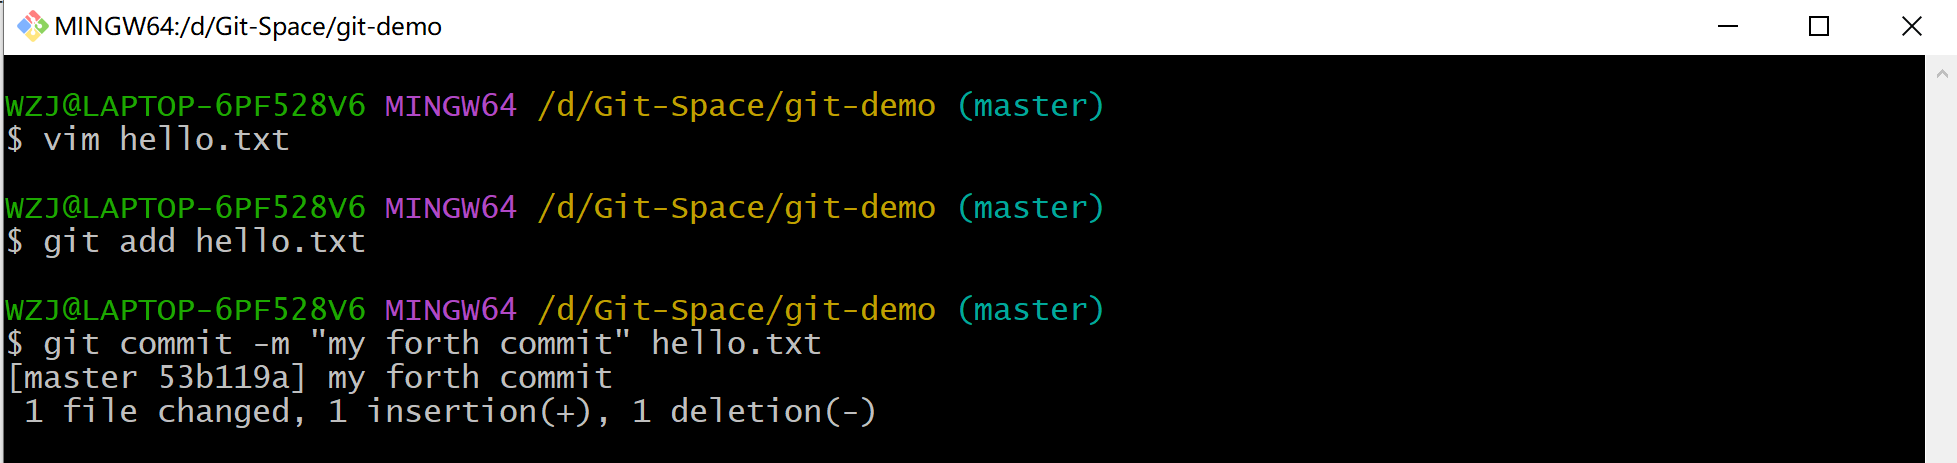 MINGW64:/d/Git-Space/git-demo
WZJ@LAPTOP-6PF528V6 MINGW64 /d/Git-Space/git-demo (master)
$ vim hello.txt
WZJ@LAPTOP-6PF528V6 MINGW64 /d/Git-Space/git-demo (master)
$ git add hello.txt
WZJ@LAPTOP-6PF528V6 MINGW64 /d/Git-Space/git-demo (master)
$ git commit -m "my forth commit" hello.txt
[master 53b119a] my forth commit
 1 file changed, 1 insertion(+), 1 deletion(-)